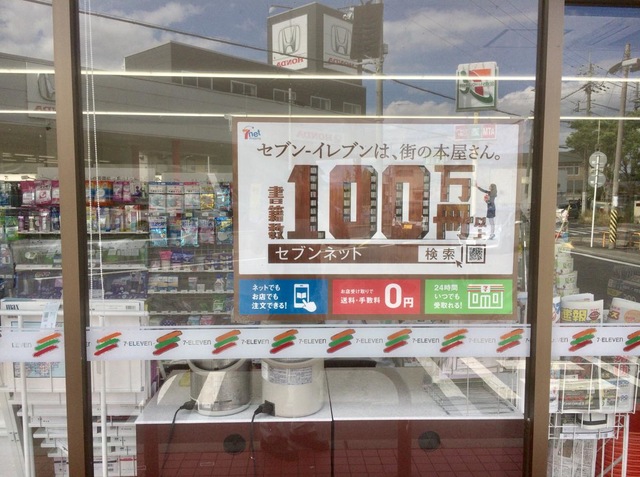 7net
セブン-イレブンは、街の本屋さん。
書籍数
100万冊
セブンネット
検索
ネットでも
お店でも
注文できる!
お店受け取りで
送料・手数料
0円
24時間
いつでも
受取れる!
7-ELEVEN 7-ELEVEN 7-ELEVEN 7-ELEVEN 7-ELEVEN 7-ELEVEN